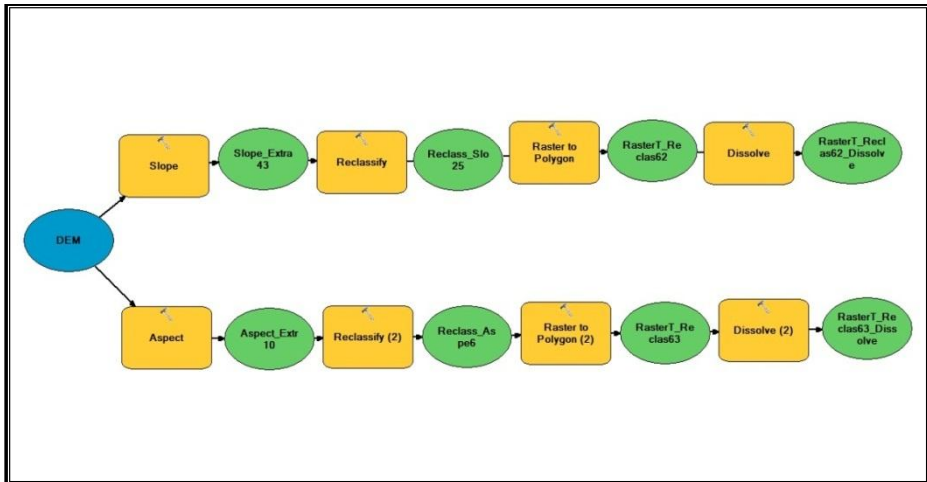 Slope
Slope_Extra
43
Reclassify
Reclass_Slo
25
Raster to
Polygon
RasterT_Re
clas62
Dissolve
RasterT_Recl
as62_Dissolv
e
DEM
Aspect
Aspect_Extr
10
Reclassify (2)
Reclass_As
pe6
Raster to
Polygon (2)
RasterT_Re
clas63
Dissolve (2)
RasterT_Re
clas63_Diss
olve